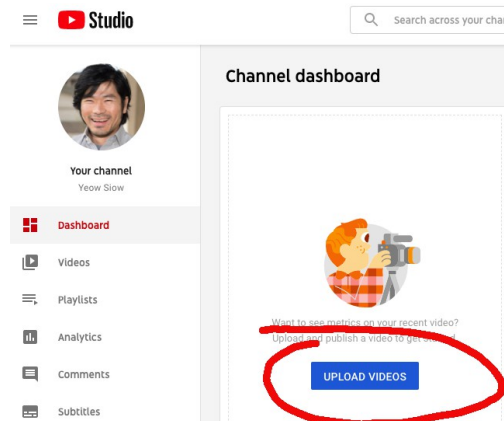 Studio
Search across your chan
Channel dashboard
Your channel
Yeow Siow
Dashboard
Videos
Playlists
Analytics
Comments
Subtitles
Want to see metrics on your recent video?
Upload and publish a video to get started.
UPLOAD VIDEOS